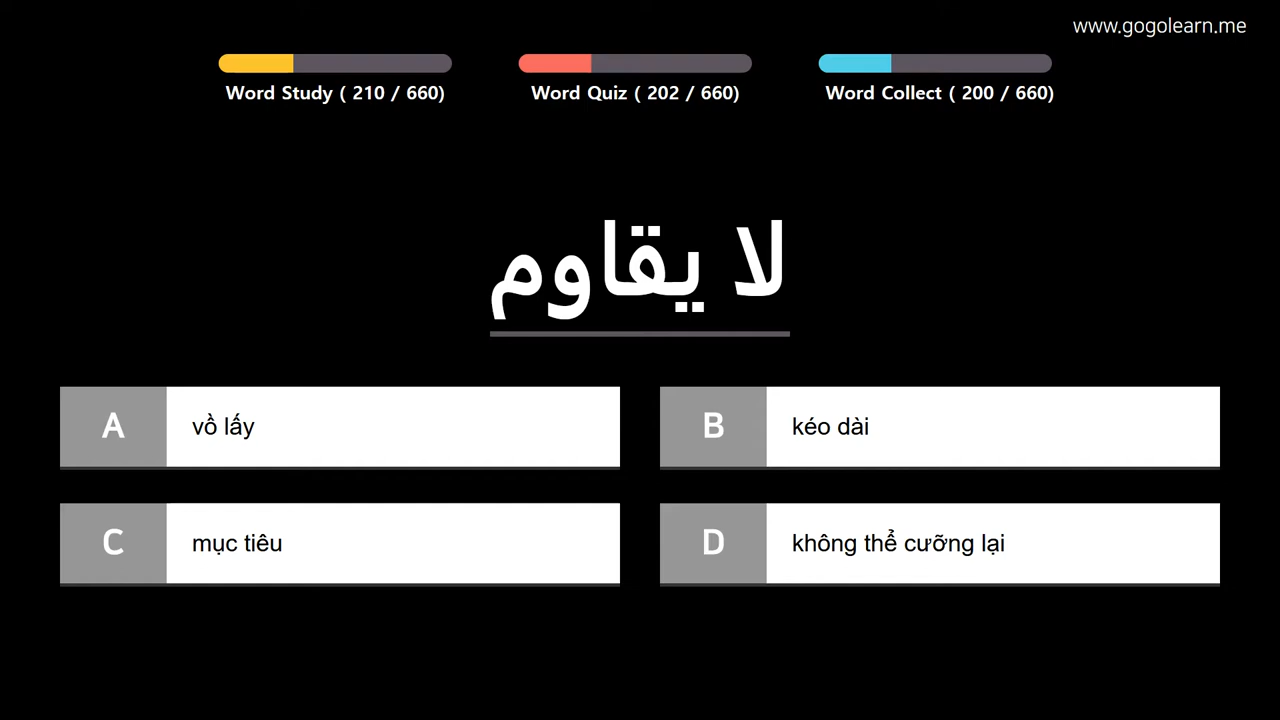 www.gogolearn.me
Word Study ( 210 / 660)
Word Quiz ( 202 / 660)
Word Collect ( 200 / 660)
لا يقاوم
A
vồ lấy
B
kéo dài
C
mục tiêu
D
không thể cưỡng lại